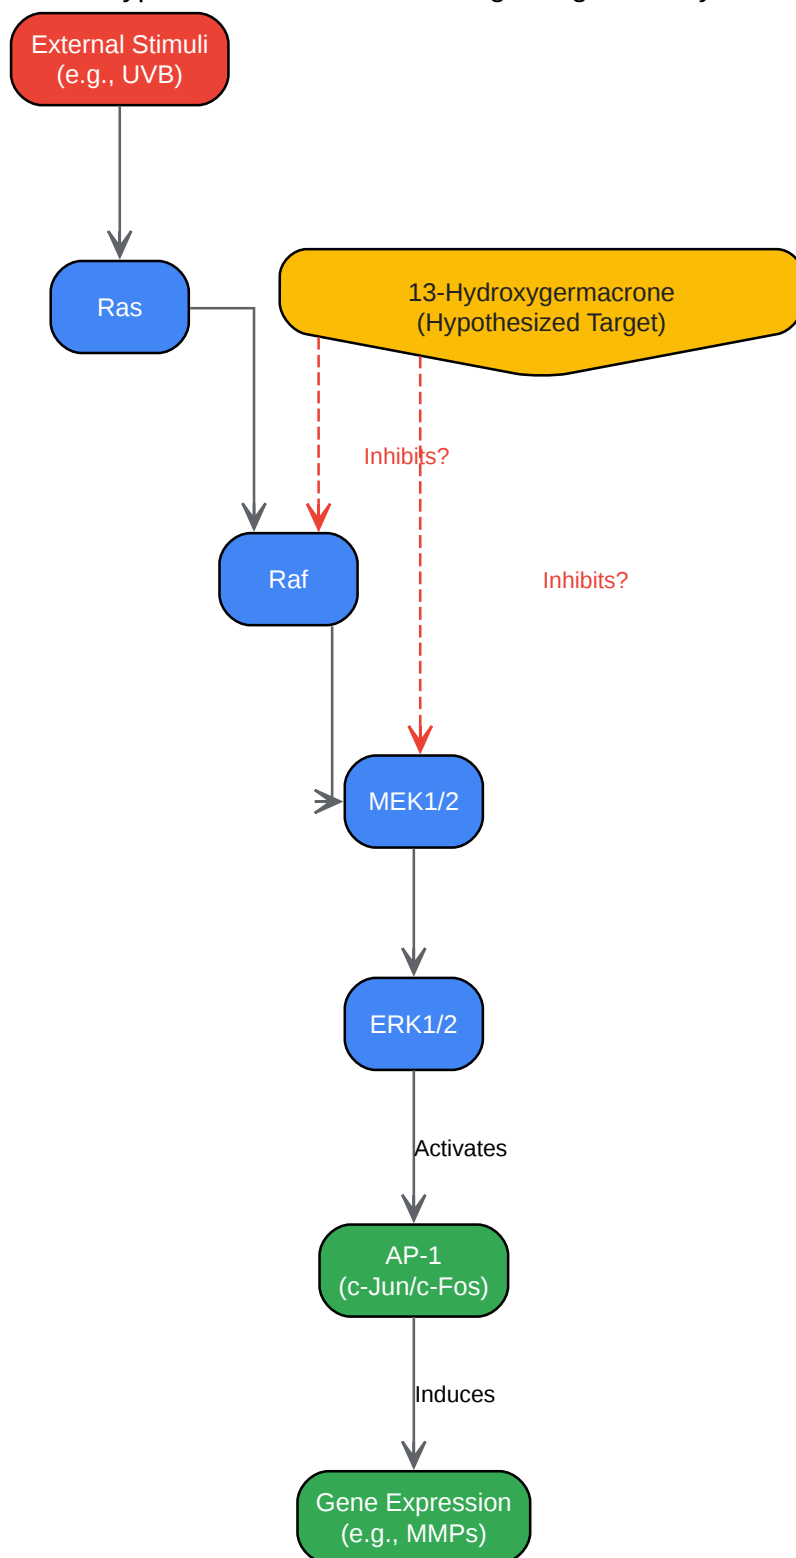 External Stimuli
(e.g., UVB)
Ras
13-Hydroxygermacrone
(Hypothesized Target)
Inhibits?
Raf
Inhibits?
MEK1/2
ERK1/2
Activates
AP-1
(c-Jun/c-Fos)
Induces
Gene Expression
(e.g., MMPs)